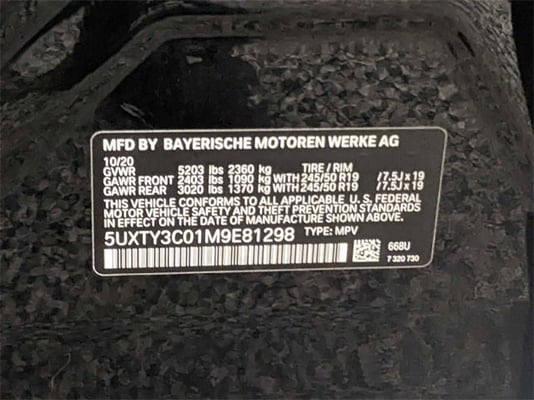 MFD BY BAYERISCHE MOTOREN WERKE AG
10/20
GVWR 5203 lbs 2360 kg TIRE / RIM
GAWR FRONT 2403 lbs 1090 kg WITH 245/50 R19 /7.5J x 19
GAWR REAR 3020 lbs 1370 kg WITH 245/50 R19 /7.5J x 19
THIS VEHICLE CONFORMS TO ALL APPLICABLE U. S. FEDERAL
MOTOR VEHICLE SAFETY, BUMPER, AND THEFT PREVENTION STANDARDS
IN EFFECT ON THE DATE OF MANUFACTURE SHOWN ABOVE.
5UXTY3C01M9E81298 TYPE: MPV
668U
7 320 730